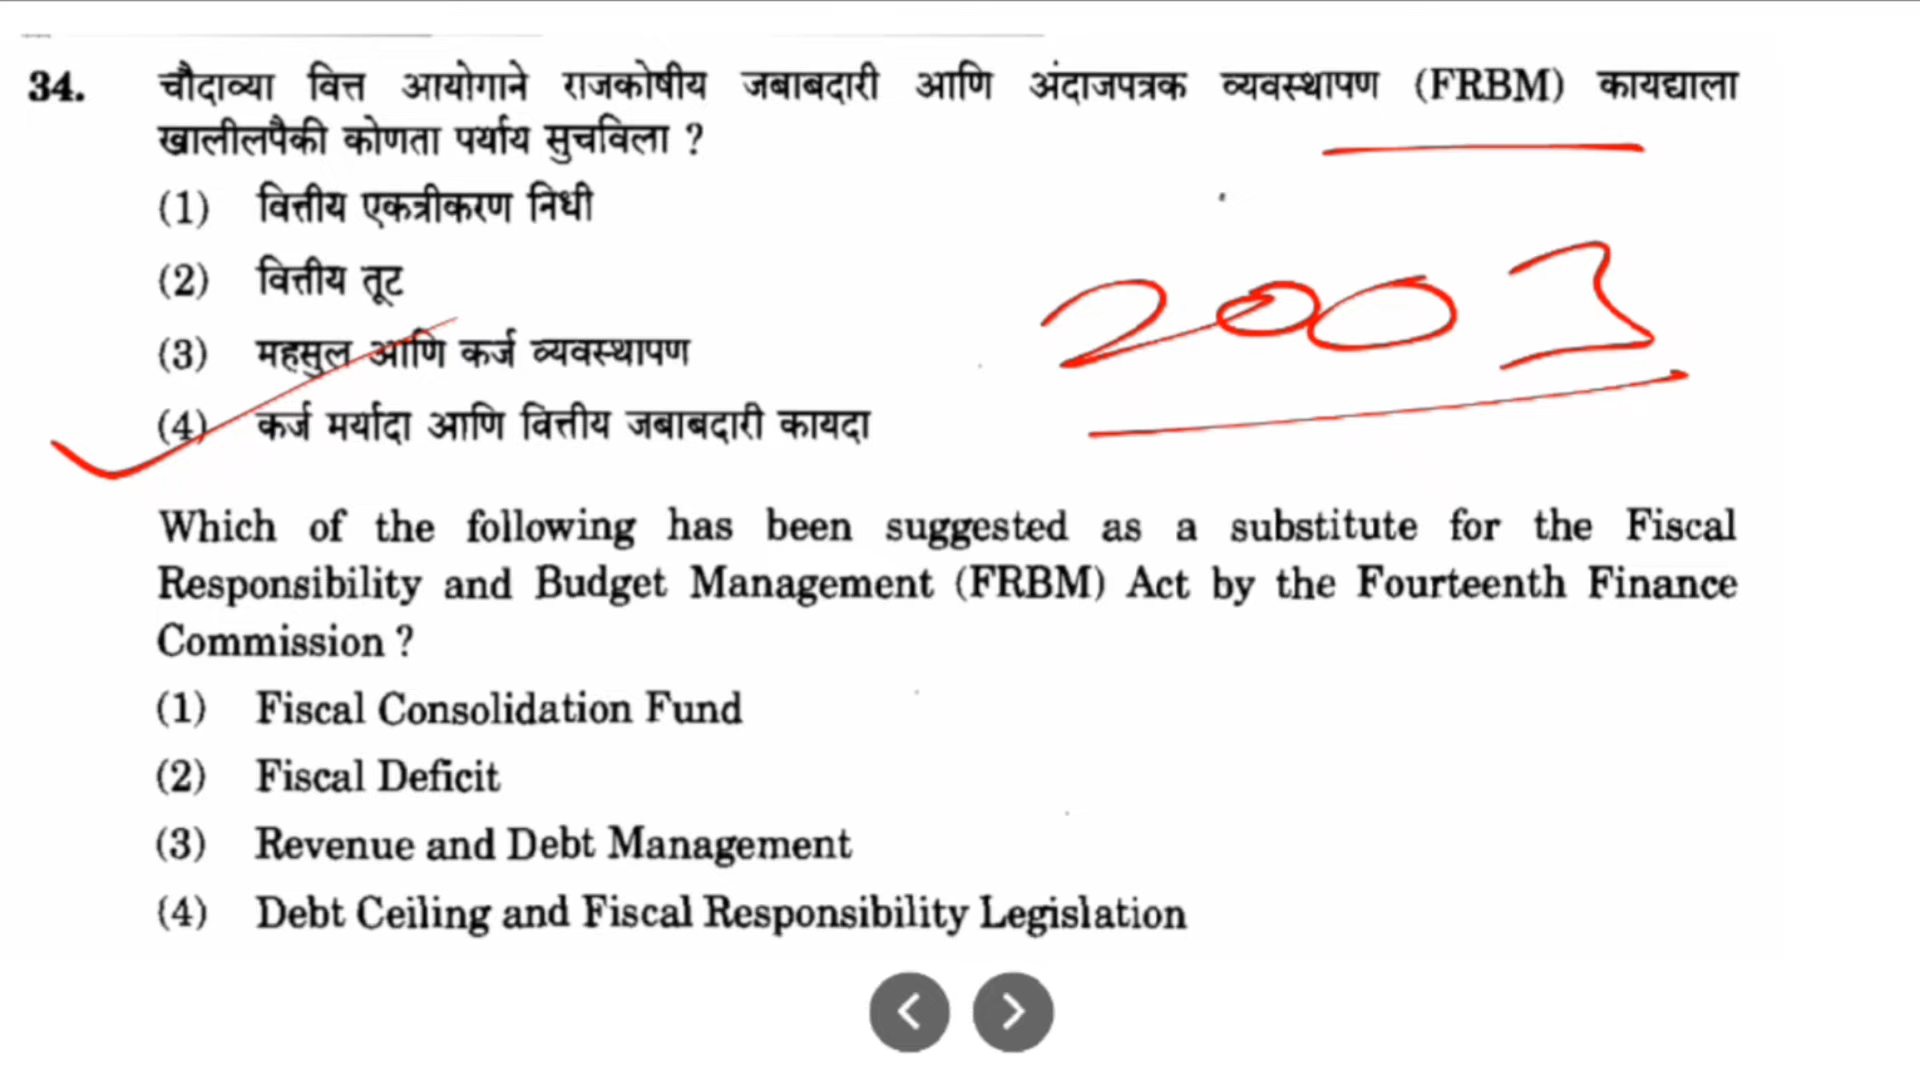 34. चौदाव्या वित्त आयोगाने राजकोषीय जबाबदारी आणि अंदाजपत्रक व्यवस्थापण (FRBM) कायद्याला
खालीलपैकी कोणता पर्याय सुचविला ?
(1) वित्तीय एकत्रीकरण निधी
(2) वित्तीय तूट
2003
(3) महसुल आणि कर्ज व्यवस्थापण
(4) कर्ज मर्यादा आणि वित्तीय जबाबदारी कायदा
Which of the following has been suggested as a substitute for the Fiscal
Responsibility and Budget Management (FRBM) Act by the Fourteenth Finance
Commission ?
(1) Fiscal Consolidation Fund
(2) Fiscal Deficit
(3) Revenue and Debt Management
(4) Debt Ceiling and Fiscal Responsibility Legislation